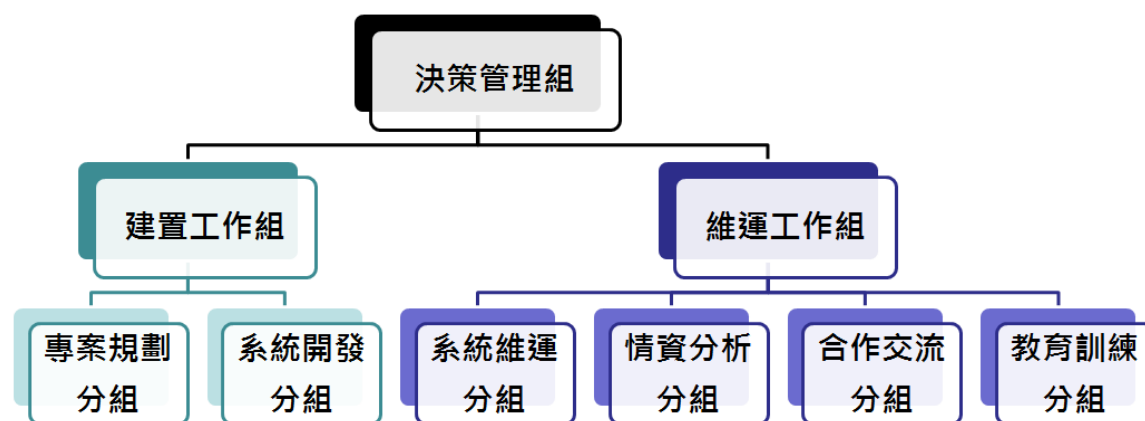 決策管理組
建置工作組
維運工作組
專案規劃
分組
系統開發
分組
系統維運
分組
情資分析
分組
合作交流
分組
教育訓練
分組